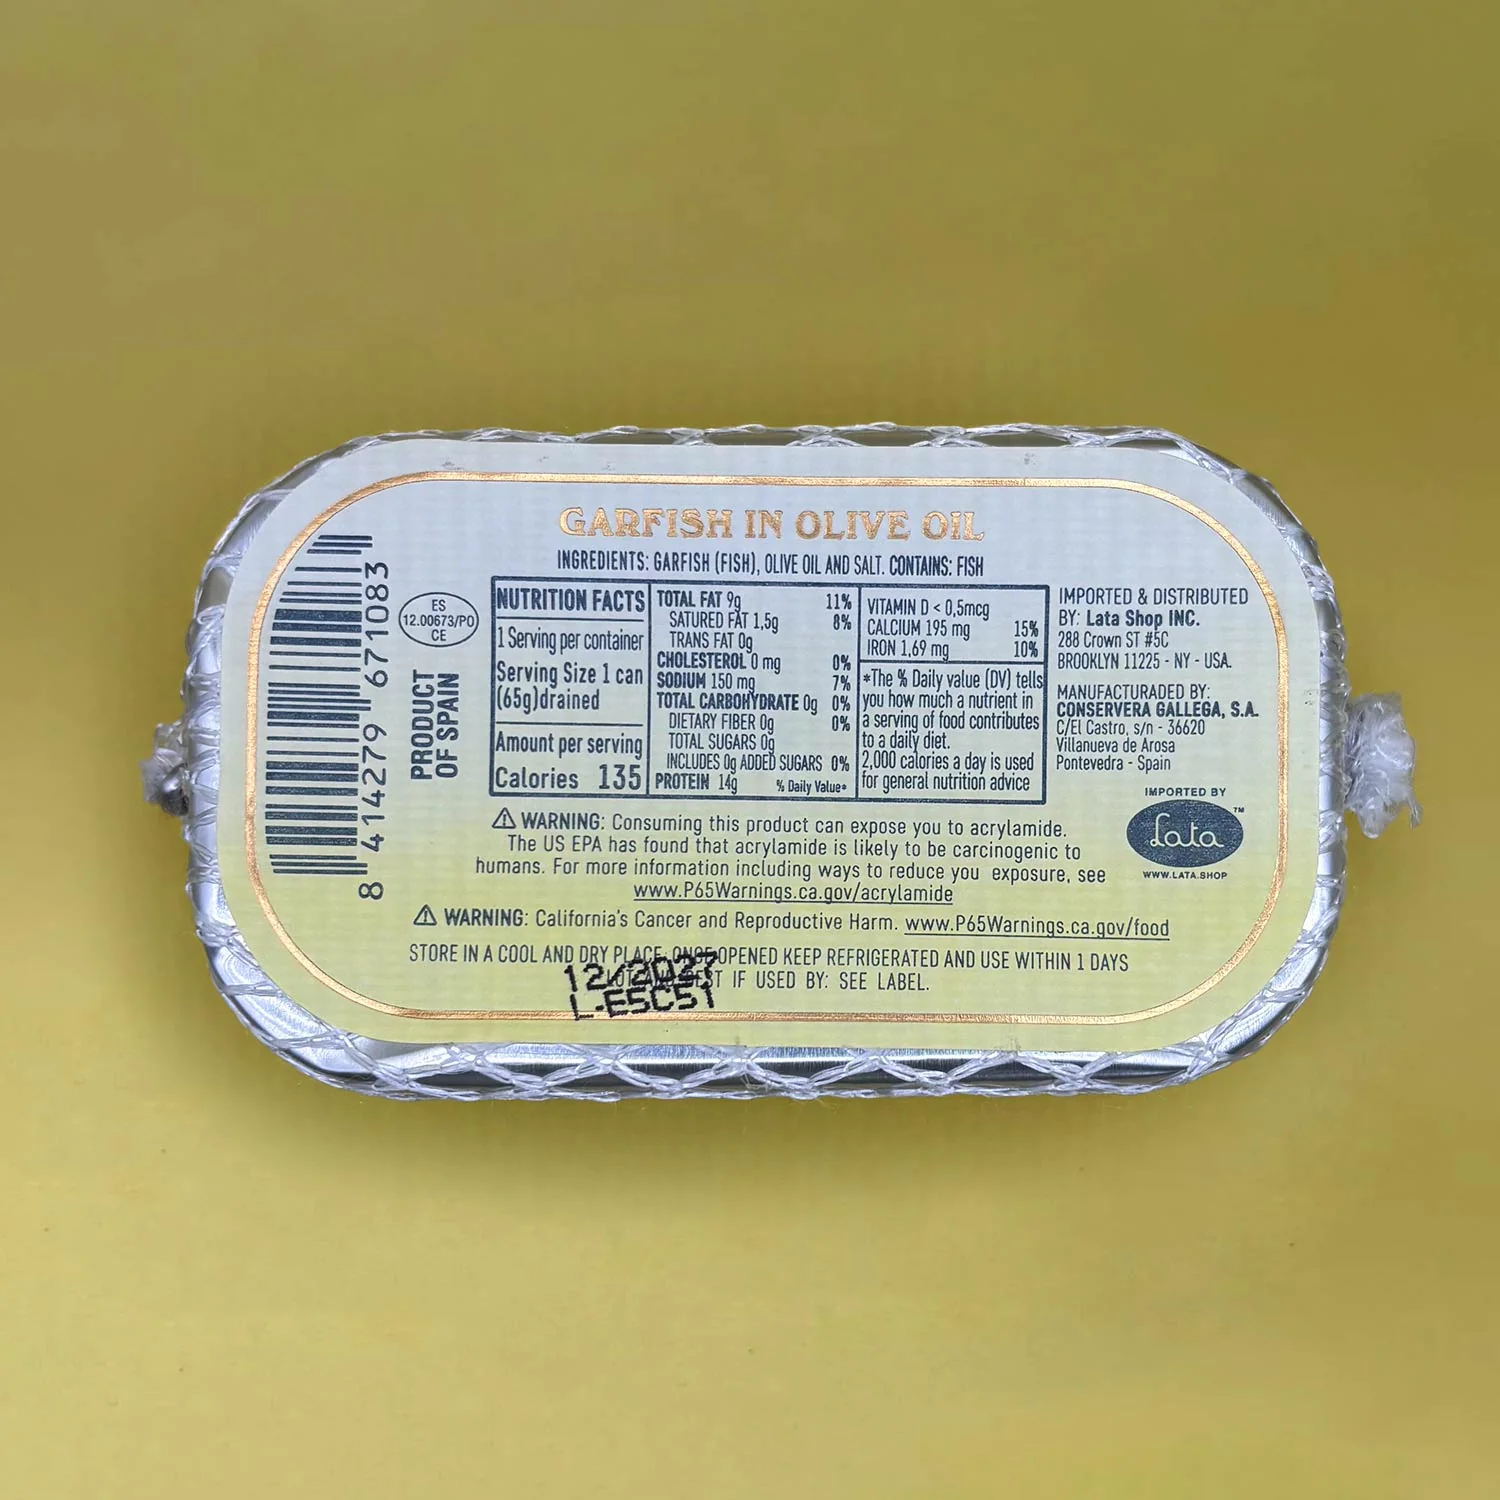 GARFISH IN OLIVE OIL
INGREDIENTS: GARFISH (FISH), OLIVE OIL AND SALT. CONTAINS: FISH
8 414279 671083
ES
12.00673/PO
CE
PRODUCT
OF SPAIN
NUTRITION FACTS
1 Serving per container
Serving Size 1 can
(65g)drained
Amount per serving
Calories 135
TOTAL FAT 9g 11%
SATURED FAT 1,5g 8%
TRANS FAT 0g
CHOLESTEROL 0 mg 0%
SODIUM 150 mg 7%
TOTAL CARBOHYDRATE 0g 0%
DIETARY FIBER 0g 0%
TOTAL SUGARS 0g
INCLUDES 0g ADDED SUGARS 0%
PROTEIN 14g % Daily Value*
VITAMIN D < 0,5mcg
CALCIUM 195 mg 15%
IRON 1,69 mg 10%
*The % Daily value (DV) tells
you how much a nutrient in
a serving of food contributes
to a daily diet.
2,000 calories a day is used
for general nutrition advice
IMPORTED & DISTRIBUTED
BY: Lata Shop INC.
288 Crown ST #5C
BROOKLYN 11225 - NY - USA.
MANUFACTURADED BY:
CONSERVERA GALLEGA, S.A.
C/El Castro, s/n - 36620
Villanueva de Arosa
Pontevedra - Spain
IMPORTED BY
Lata™
WWW.LATA.SHOP
⚠ WARNING: Consuming this product can expose you to acrylamide.
The US EPA has found that acrylamide is likely to be carcinogenic to
humans. For more information including ways to reduce you exposure, see
www.P65Warnings.ca.gov/acrylamide
⚠ WARNING: California's Cancer and Reproductive Harm. www.P65Warnings.ca.gov/food
STORE IN A COOL AND DRY PLACE. ONCE OPENED KEEP REFRIGERATED AND USE WITHIN 1 DAYS
LOT AND BEST IF USED BY: SEE LABEL.
12/2027
L-E5C51